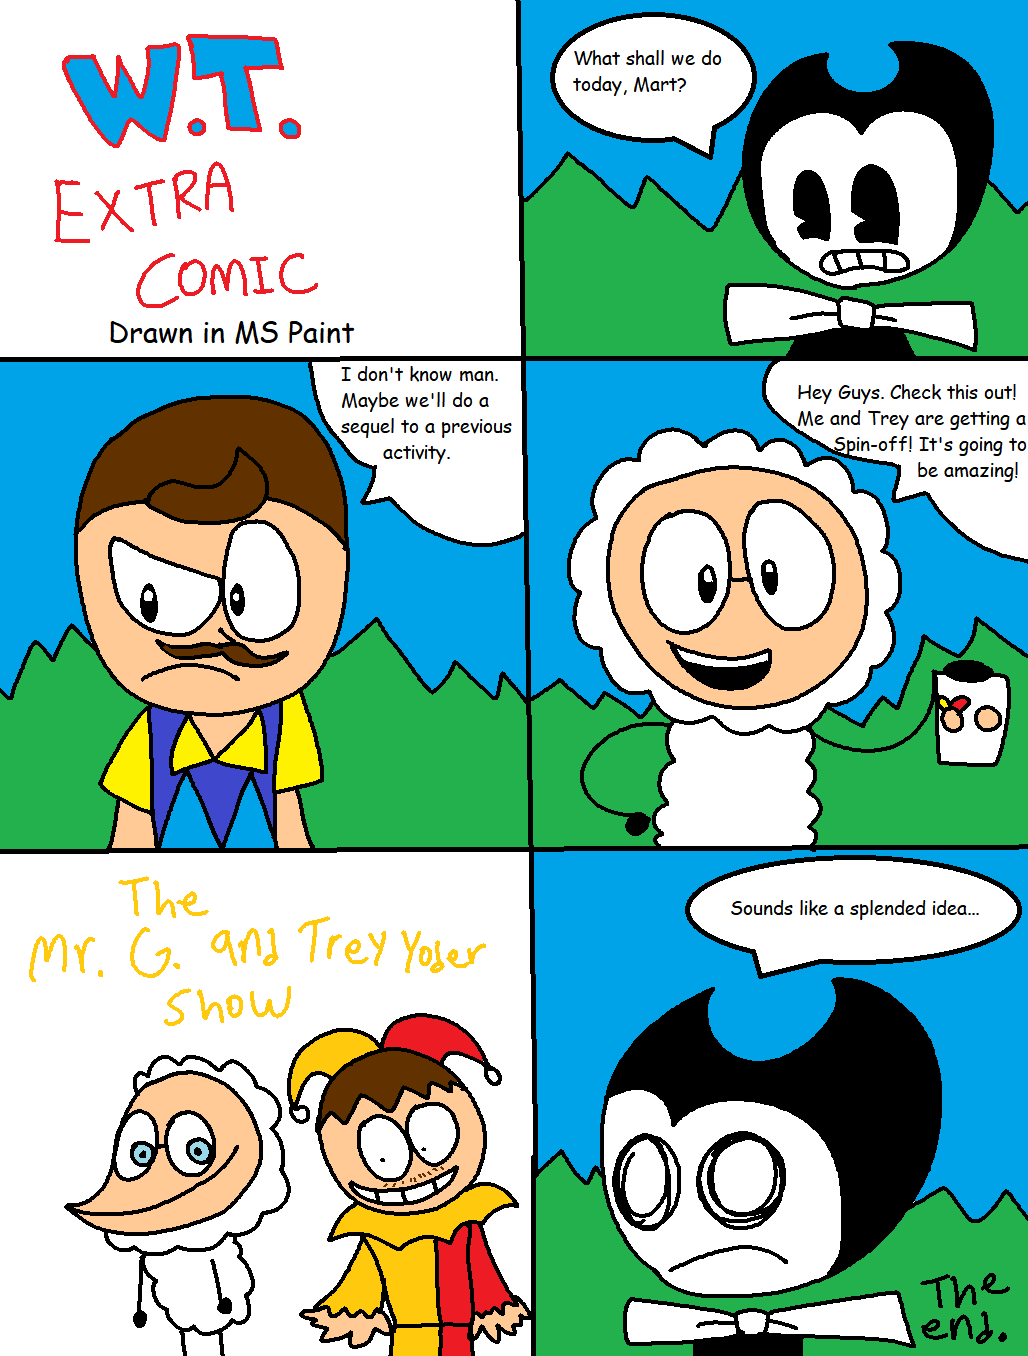 W.T.
EXTRA
COMIC
Drawn in MS Paint
What shall we do
today, Mart?
I don't know man.
Maybe we'll do a
sequel to a previous
activity.
Hey Guys. Check this out!
Me and Trey are getting a
Spin-off! It's going to
be amazing!
The
Mr. G. and Trey Yoder
Show
Sounds like a splended idea...
The
end.